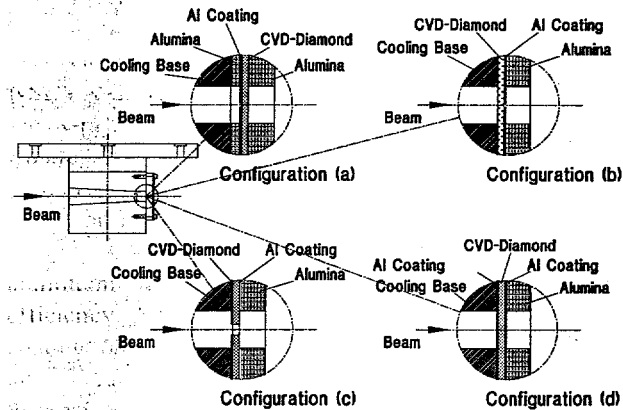 Al Coating
Alumina CVD-Diamond
Cooling Base Alumina
Beam
Configuration (a)
CVD-Diamond Al Coating
Cooling Base Alumina
Beam
Configuration (b)
Beam
CVD-Diamond Al Coating
Cooling Base Alumina
Beam
Configuration (c)
CVD-Diamond
Al Coating Al Coating
Cooling Base Alumina
Beam
Configuration (d)